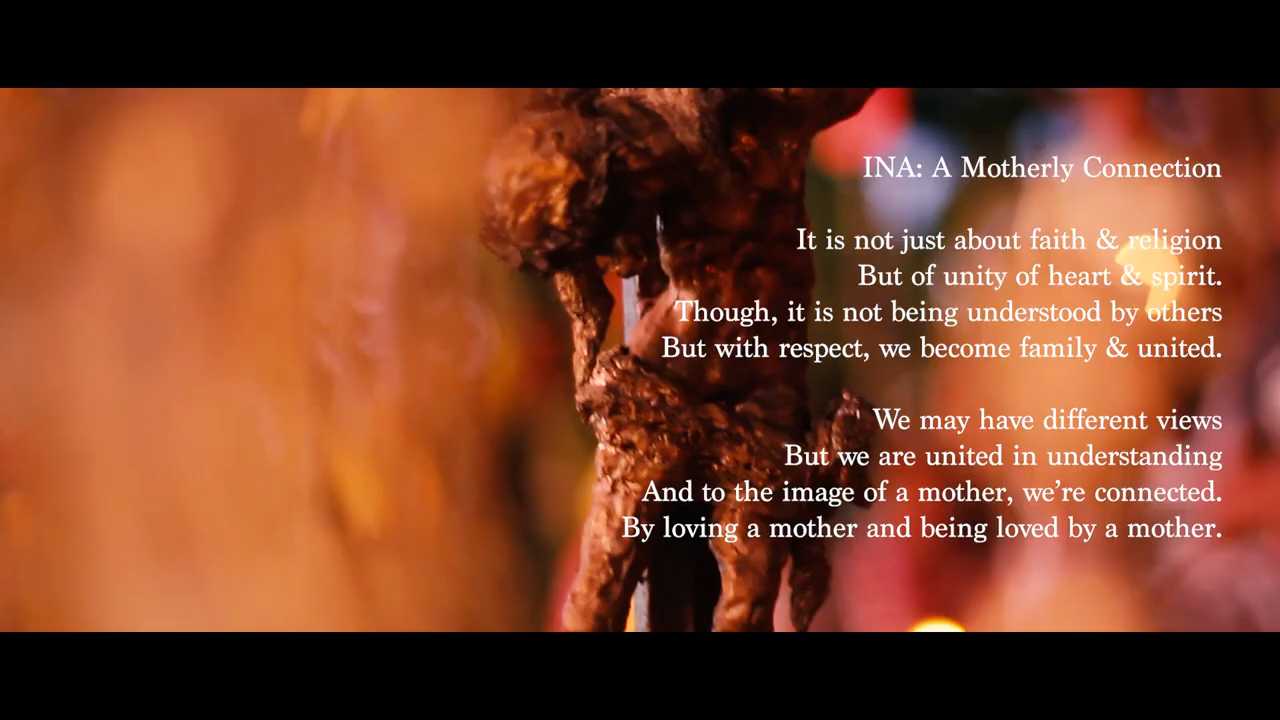 INA: A Motherly Connection
It is not just about faith & religion
But of unity of heart & spirit.
Though, it is not being understood by others
But with respect, we become family & united.
We may have different views
But we are united in understanding
And to the image of a mother, we’re connected.
By loving a mother and being loved by a mother.